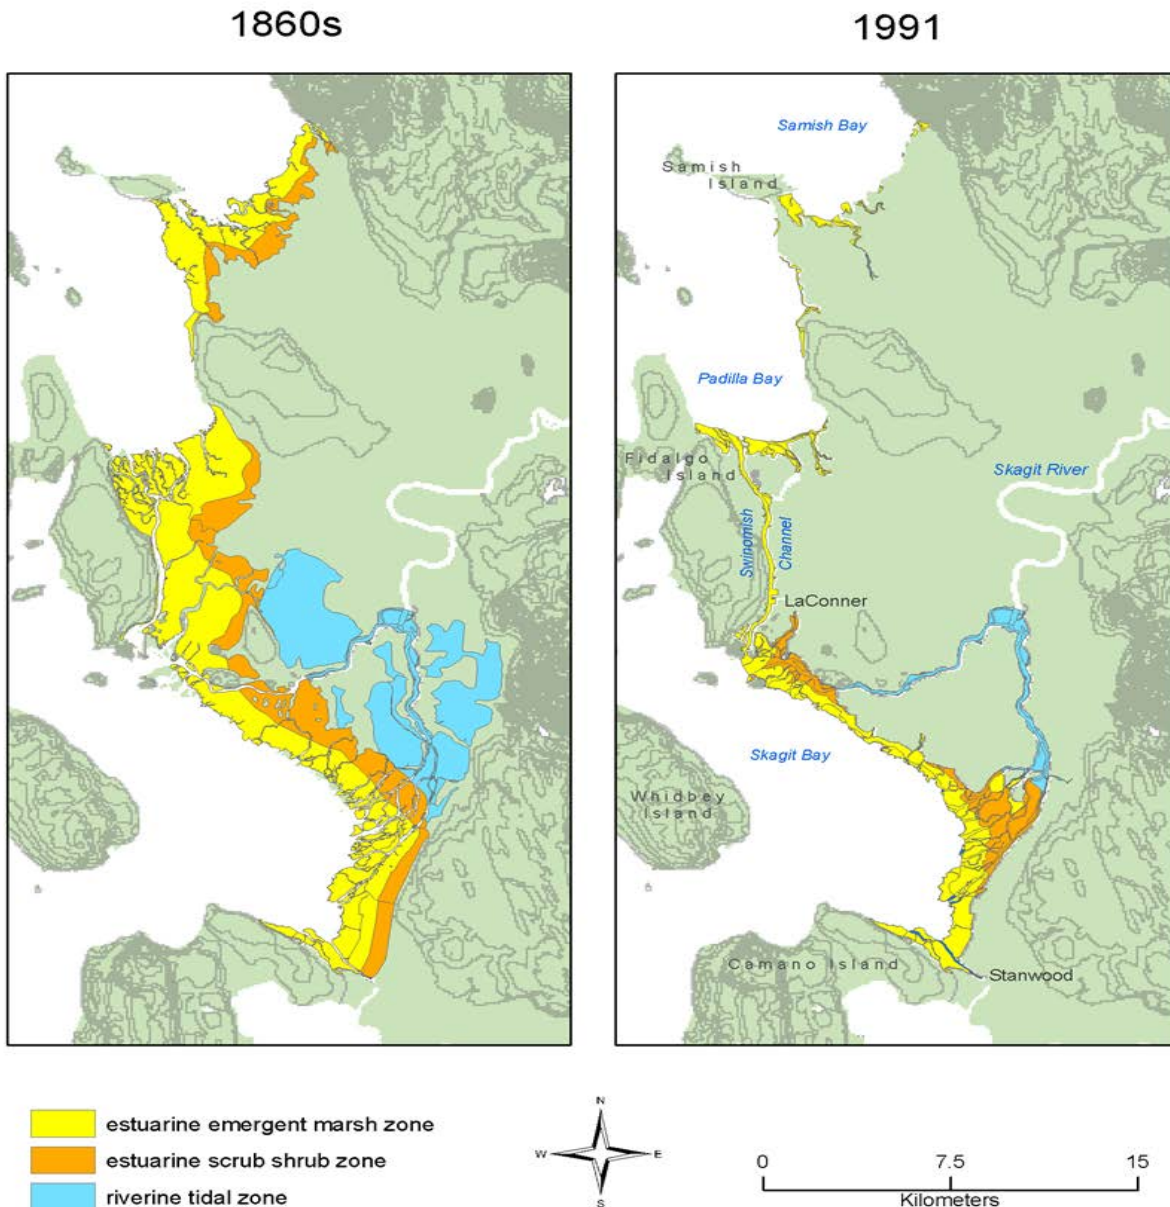 1860s
1991
Samish Bay
Samish
Island
Padilla Bay
Fidalgo
Island
Skagit River
Swinomish
Channel
LaConner
Skagit Bay
Whidbey
Island
Camano Island
Stanwood
estuarine emergent marsh zone
estuarine scrub shrub zone
riverine tidal zone
N
W E
S
0 7.5 15
Kilometers